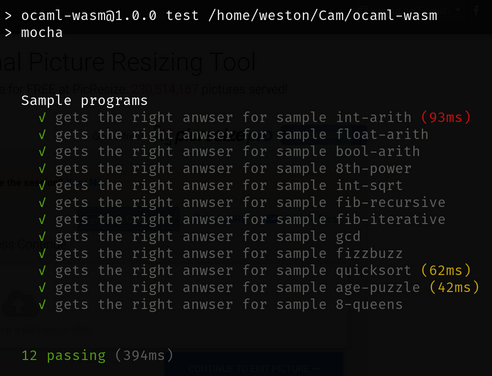 > ocaml-wasm@1.0.0 test /home/weston/Cam/ocaml-wasm
> mocha
nal Picture Resizing Tool
Sample programs
√ gets the right anwser for sample int-arith (93ms)
√ gets the right anwser for sample float-arith
√ gets the right anwser for sample bool-arith
√ gets the right anwser for sample 8th-power
√ gets the right anwser for sample int-sqrt
√ gets the right anwser for sample fib-recursive
√ gets the right anwser for sample fib-iterative
√ gets the right anwser for sample gcd
√ gets the right anwser for sample fizzbuzz
√ gets the right anwser for sample quicksort (62ms)
√ gets the right anwser for sample age-puzzle (42ms)
√ gets the right anwser for sample 8-queens
12 passing (394ms)